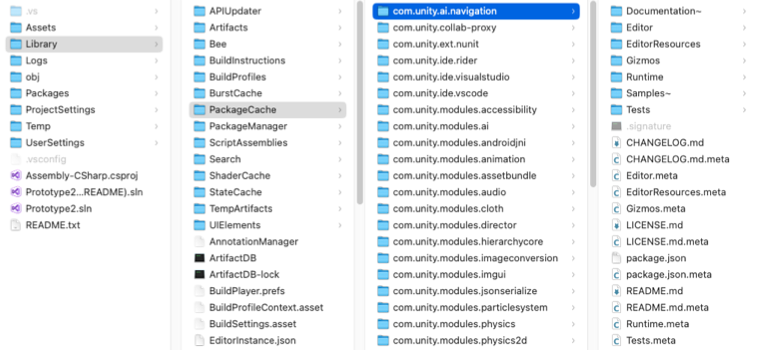 .vs
Assets
Library
Logs
obj
Packages
ProjectSettings
Temp
UserSettings
.vsconfig
Assembly-CSharp.csproj
Prototype2...README).sln
Prototype2.sln
README.txt
APIUpdater
Artifacts
Bee
BuildInstructions
BuildProfiles
BurstCache
PackageCache
PackageManager
ScriptAssemblies
Search
ShaderCache
StateCache
TempArtifacts
UIElements
AnnotationManager
ArtifactDB
ArtifactDB-lock
BuildPlayer.prefs
BuildProfileContext.asset
BuildSettings.asset
EditorInstance.json
com.unity.ai.navigation
com.unity.collab-proxy
com.unity.ext.nunit
com.unity.ide.rider
com.unity.ide.visualstudio
com.unity.ide.vscode
com.unity.modules.accessibility
com.unity.modules.ai
com.unity.modules.androidjni
com.unity.modules.animation
com.unity.modules.assetbundle
com.unity.modules.audio
com.unity.modules.cloth
com.unity.modules.director
com.unity.modules.hierarchycore
com.unity.modules.imageconversion
com.unity.modules.imgui
com.unity.modules.jsonserialize
com.unity.modules.particlesystem
com.unity.modules.physics
com.unity.modules.physics2d
Documentation~
Editor
EditorResources
Gizmos
Runtime
Samples~
Tests
.signature
CHANGELOG.md
CHANGELOG.md.meta
Editor.meta
EditorResources.meta
Gizmos.meta
LICENSE.md
LICENSE.md.meta
package.json
package.json.meta
README.md
README.md.meta
Runtime.meta
Tests.meta